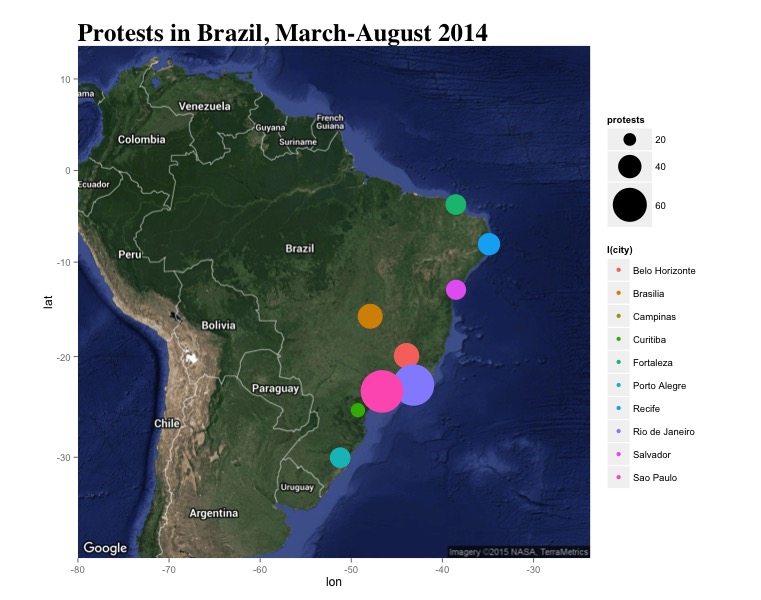 Protests in Brazil, March-August 2014
10
0
-10
-20
-30
lat
ama
Venezuela
Guyana
French
Guiana
Suriname
Colombia
Ecuador
Peru
Brazil
Bolivia
Paraguay
Chile
Uruguay
Argentina
Google
Imagery ©2015 NASA, TerraMetrics
-80
-70
-60
-50
-40
-30
lon
protests
20
40
60
I(city)
Belo Horizonte
Brasilia
Campinas
Curitiba
Fortaleza
Porto Alegre
Recife
Rio de Janeiro
Salvador
Sao Paulo